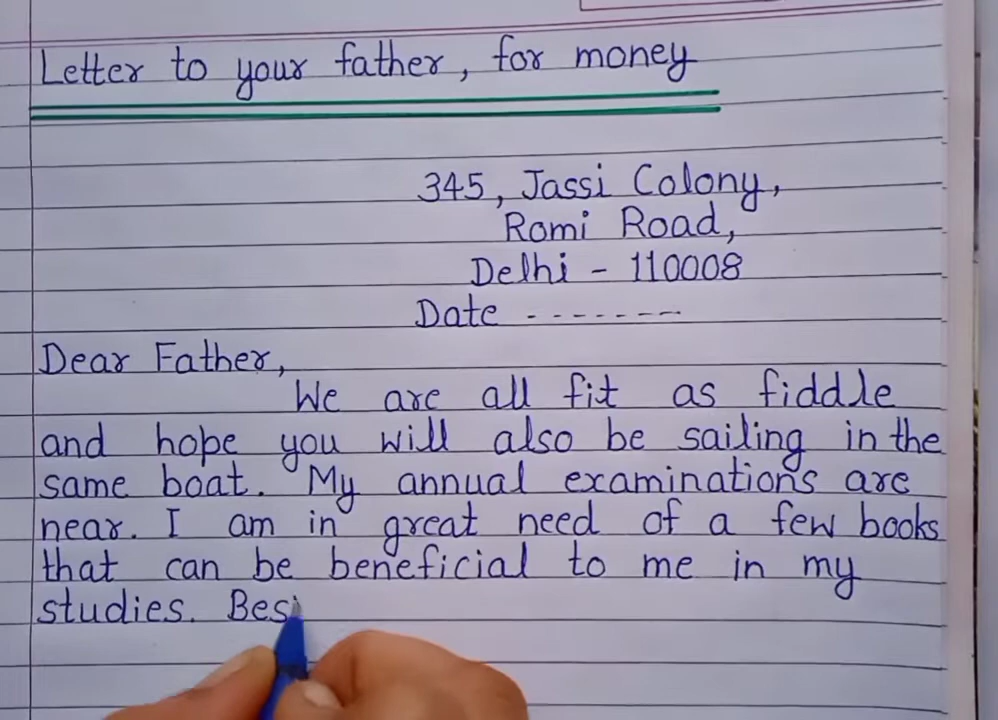 Letter to your father, for money
345, Jassi Colony,
Romi Road,
Delhi - 110008
Date -------
Dear Father,
We are all fit as fiddle
and hope you will also be sailing in the
same boat. My annual examinations are
near. I am in great need of a few books
that can be beneficial to me in my
studies. Besi